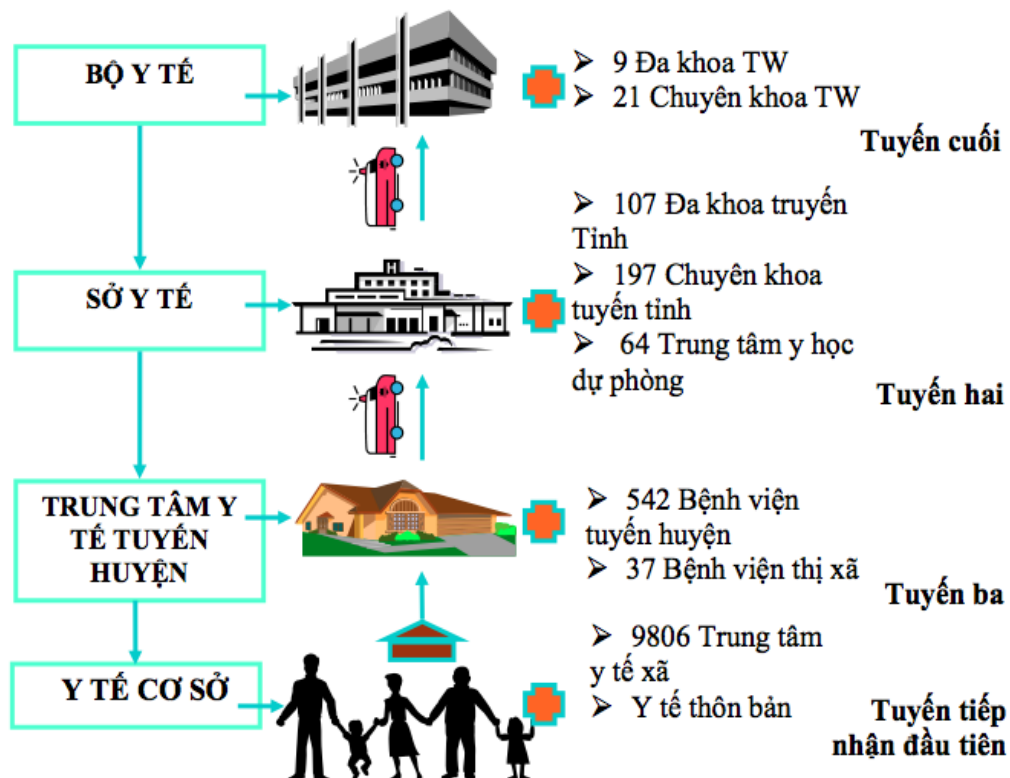 BỘ Y TẾ
9 Đa khoa TW
21 Chuyên khoa TW
Tuyến cuối
SỞ Y TẾ
H
107 Đa khoa truyến
Tỉnh
197 Chuyên khoa
tuyến tỉnh
64 Trung tâm y học
dự phòng
Tuyến hai
TRUNG TÂM Y
TẾ TUYẾN
HUYỆN
542 Bệnh viện
tuyến huyện
37 Bệnh viện thị xã
Tuyến ba
Y TẾ CƠ SỞ
9806 Trung tâm
y tế xã
Y tế thôn bản
Tuyến tiếp
nhận đầu tiên